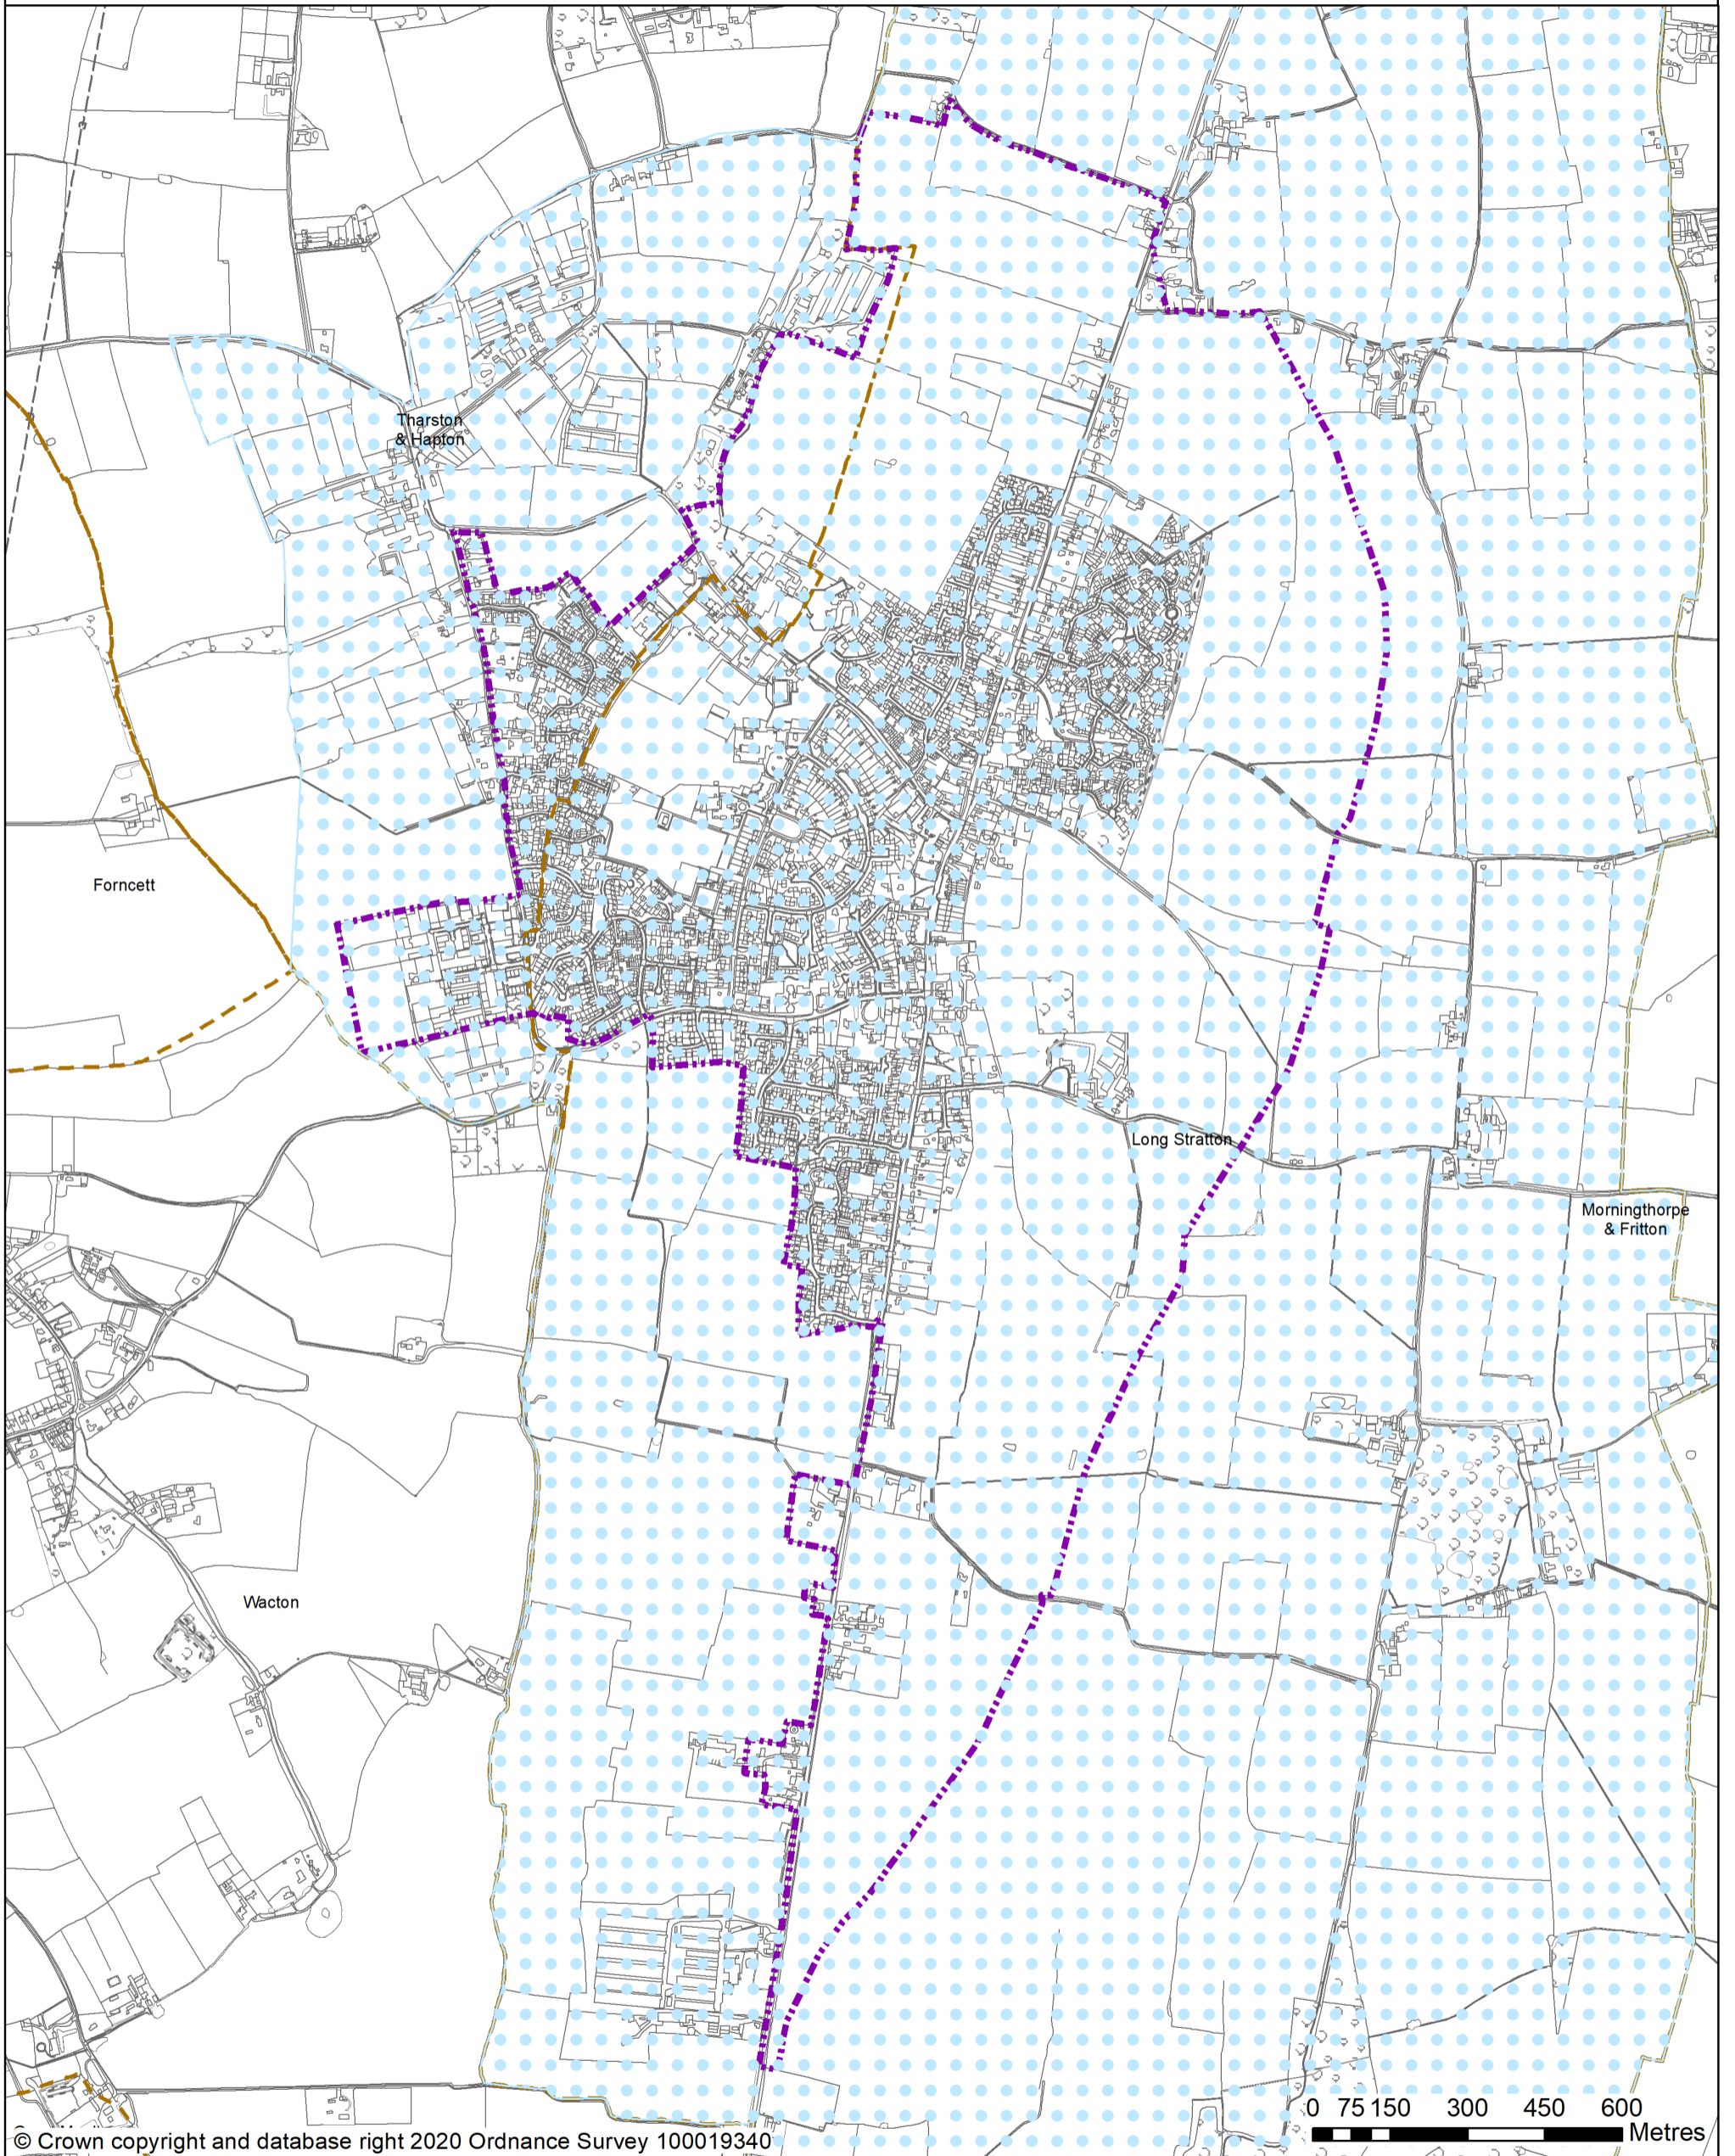 Tharston
& Hapton
Forncett
Long Stratton
Morningthorpe
& Fritton
Wacton
0 75 150 300 450 600
Metres
© Crown copyright and database right 2020 Ordnance Survey 100019340